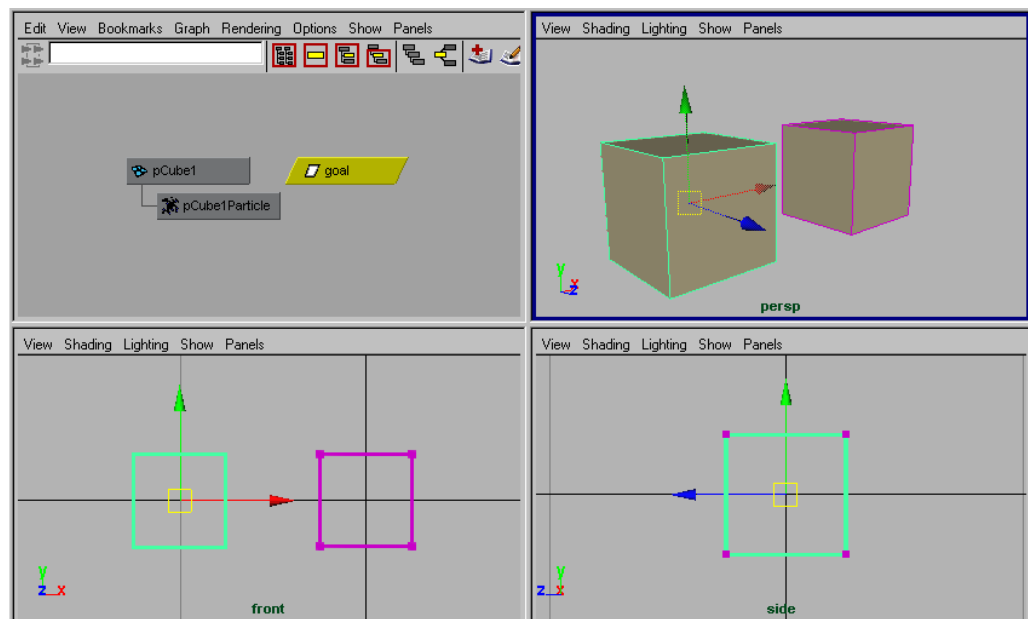 Edit View Bookmarks Graph Rendering Options Show Panels
pCube1
goal
pCube1Particle
View Shading Lighting Show Panels
y
x
z
persp
View Shading Lighting Show Panels
y
z x
front
View Shading Lighting Show Panels
y
z x
side